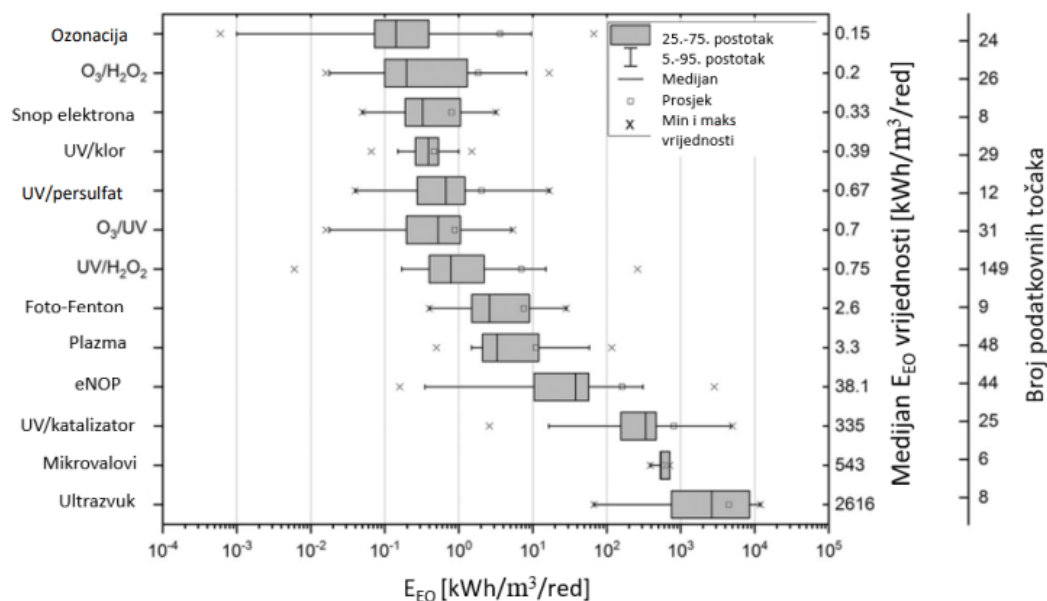 Ozonacija
O₃/H₂O₂
Snop elektrona
UV/klor
UV/persulfat
O₃/UV
UV/H₂O₂
Foto-Fenton
Plazma
eNOP
UV/katalizator
Mikrovalovi
Ultrazvuk
25.-75. postotak
5.-95. postotak
Medijan
Prosjek
Min i maks
vrijednosti
0.15
0.2
0.33
0.39
0.67
0.7
0.75
2.6
3.3
38.1
335
543
2616
Medijan E_EO vrijednosti [kWh/m³/red]
24
26
8
29
12
31
149
9
48
44
25
6
8
Broj podatkovnih točaka
10⁻⁴ 10⁻³ 10⁻² 10⁻¹ 10⁰ 10¹ 10² 10³ 10⁴ 10⁵
E_EO [kWh/m³/red]